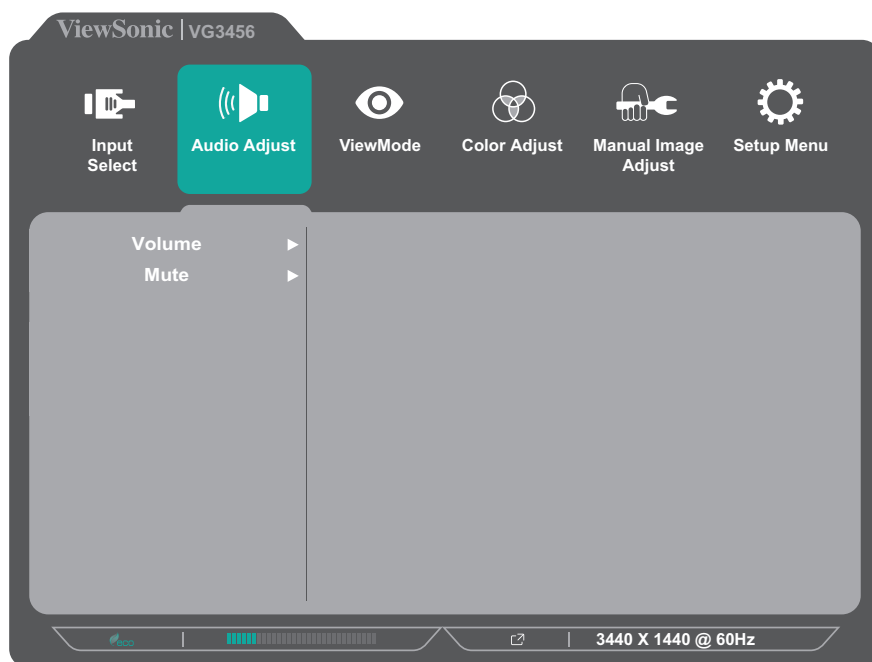 ViewSonic | VG3456
Input Select
Audio Adjust
ViewMode
Color Adjust
Manual Image Adjust
Setup Menu
Volume
Mute
eco
3440 X 1440 @ 60Hz